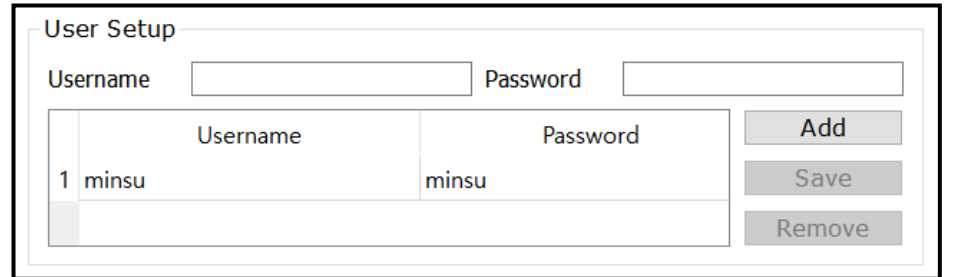 User Setup
Username Password
Username Password Add
1 minsu minsu Save
Remove